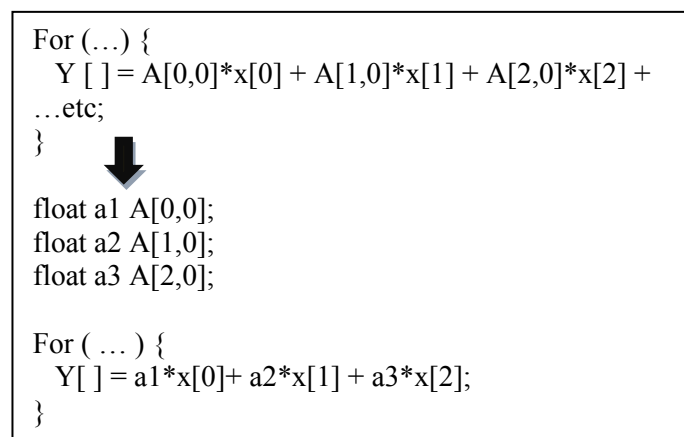 For (…) {
Y [ ] = A[0,0]*x[0] + A[1,0]*x[1] + A[2,0]*x[2] +
…etc;
}
float a1 A[0,0];
float a2 A[1,0];
float a3 A[2,0];
For ( … ) {
Y[ ] = a1*x[0]+ a2*x[1] + a3*x[2];
}